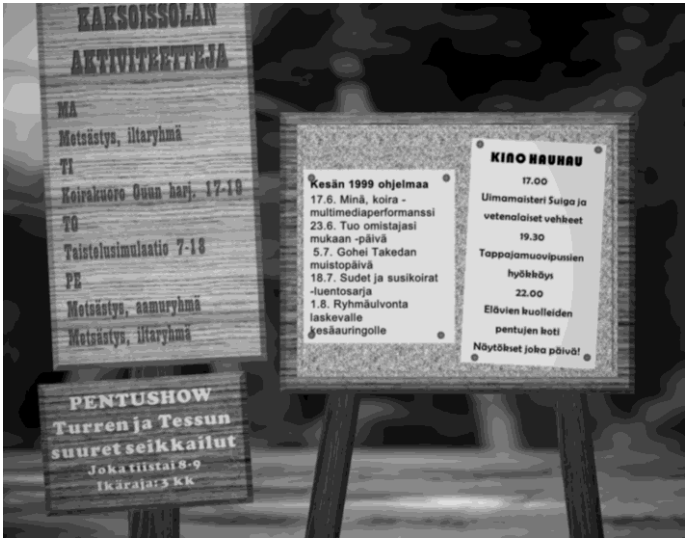 KAKSOISSOLAN
AKTIVITEETTEJA
MA
Metsästys, iltaryhmä
TI
Koirakuoro Ouun harj. 17-19
TO
Taistelusimulaatio 7-18
PE
Metsästys, aamuryhmä
Metsästys, iltaryhmä
PENTUSHOW
Turren ja Tessun
suuret seikkailut
Joka tiistai 8-9
Ikäraja: 3 kk
Kesän 1999 ohjelmaa
17.6. Minä, koira -
multimediaperformanssi
23.6. Tuo omistajasi
mukaan -päivä
5.7. Gohei Takedan
muistopäivä
18.7. Sudet ja susikoirat
-luentosarja
1.8. Ryhmäulvonta
laskevalle
kesäauringolle
KINO HAUHAU
17.00
Uimamaisteri Suiga ja
vetenalaiset vehkeet
19.30
Tappajamuovipussien
hyökkäys
22.00
Elävien kuolleiden
pentujen koti
Näytökset joka päivä!